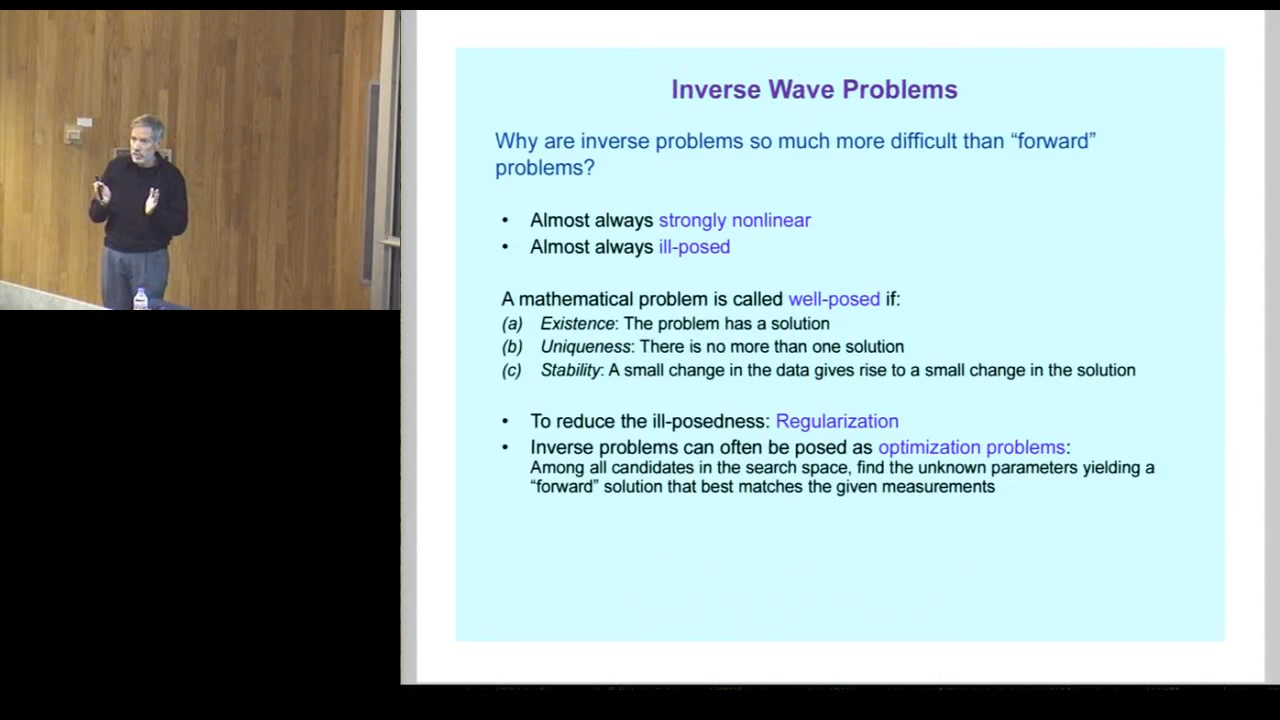 Inverse Wave Problems
Why are inverse problems so much more difficult than “forward”
problems?
• Almost always strongly nonlinear
• Almost always ill-posed
A mathematical problem is called well-posed if:
(a) Existence: The problem has a solution
(b) Uniqueness: There is no more than one solution
(c) Stability: A small change in the data gives rise to a small change in the solution
• To reduce the ill-posedness: Regularization
• Inverse problems can often be posed as optimization problems:
Among all candidates in the search space, find the unknown parameters yielding a
“forward” solution that best matches the given measurements